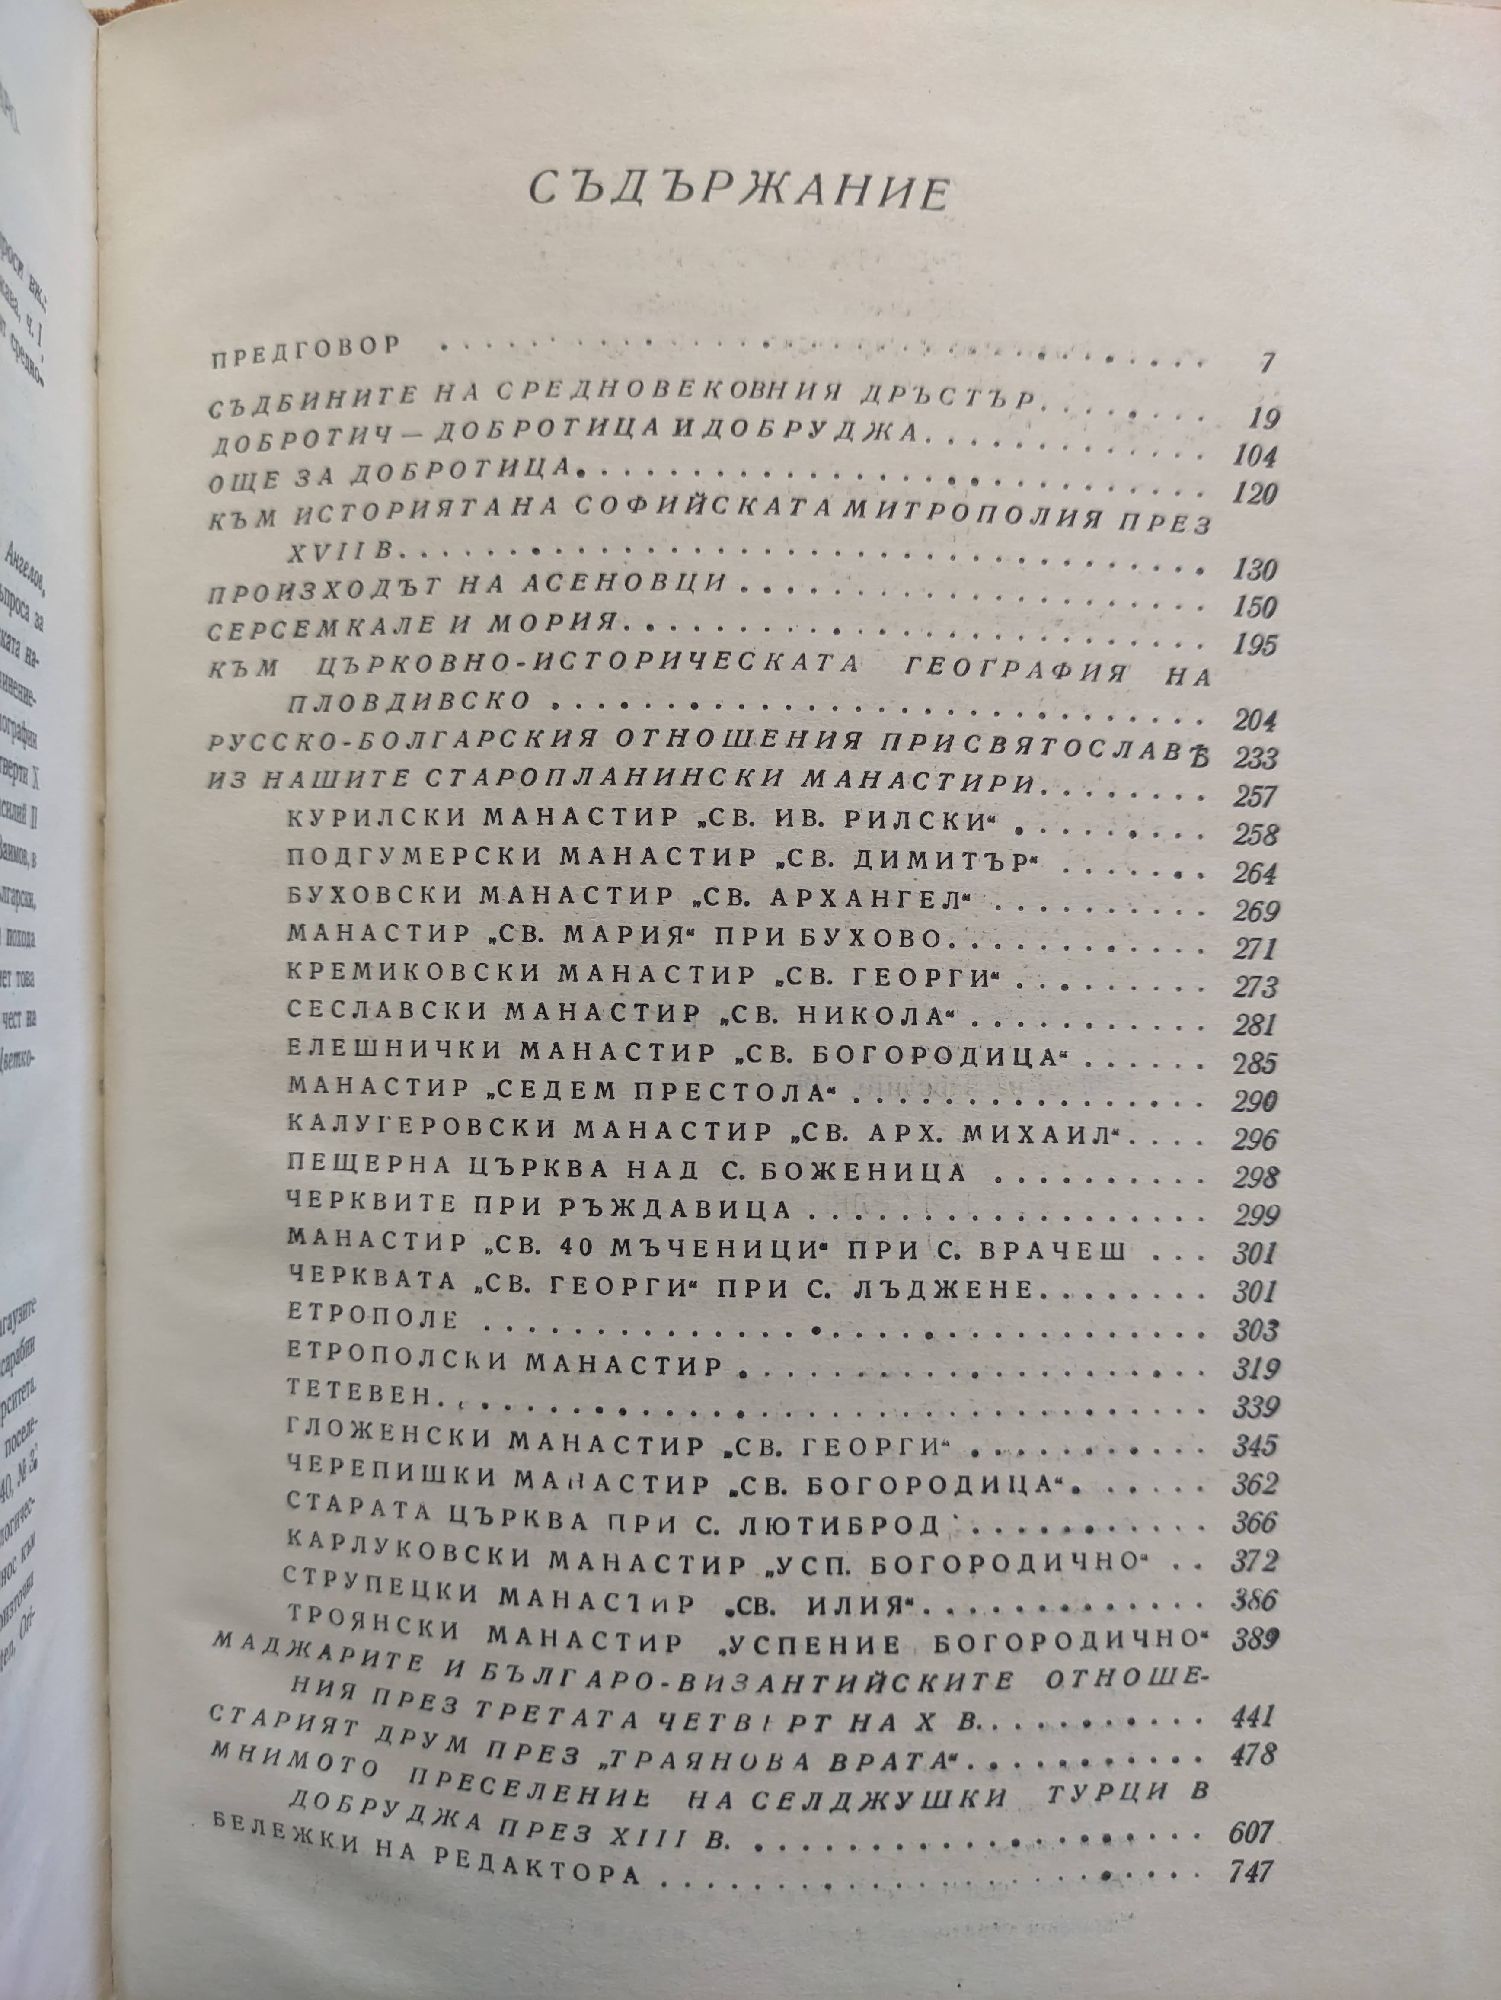 СЪДЪРЖАНИЕ
ПРЕДГОВОР . . . . . 7
СЪДБИНИТЕ НА СРЕДНОВЕКОВНИЯ ДРЪСТЪР. . . . . 19
ДОБРОТИЧ — ДОБРОТИЦА И ДОБРУДЖА. . . . . 104
ОЩЕ ЗА ДОБРОТИЦА. . . . . 120
КЪМ ИСТОРИЯТА НА СОФИЙСКАТА МИТРОПОЛИЯ ПРЕЗ
XVII В. . . . . 130
ПРОИЗХОДЪТ НА АСЕНОВЦИ . . . . . 150
СЕРСЕМКАЛЕ И МОРИЯ. . . . . 195
КЪМ ЦЪРКОВНО-ИСТОРИЧЕСКАТА ГЕОГРАФИЯ НА
ПЛОВДИВСКО . . . . . 204
РУССКО-БОЛГАРСКИЯ ОТНОШЕНИЯ ПРИ СВЯТОСЛАВѢ 233
ИЗ НАШИТЕ СТАРОПЛАНИНСКИ МАНАСТИРИ. . . . . 257
КУРИЛСКИ МАНАСТИР „СВ. ИВ. РИЛСКИ“ . . . . . 258
ПОДГУМЕРСКИ МАНАСТИР „СВ. ДИМИТЪР“ . . . . . 264
БУХОВСКИ МАНАСТИР „СВ. АРХАНГЕЛ“ . . . . . 269
МАНАСТИР „СВ. МАРИЯ“ ПРИ БУХОВО. . . . . 271
КРЕМИКОВСКИ МАНАСТИР „СВ. ГЕОРГИ“ . . . . . 273
СЕСЛАВСКИ МАНАСТИР „СВ. НИКОЛА“ . . . . . 281
ЕЛЕШНИЧКИ МАНАСТИР „СВ. БОГОРОДИЦА“ . . . . . 285
МАНАСТИР „СЕДЕМ ПРЕСТОЛА“ . . . . . 290
КАЛУГЕРОВСКИ МАНАСТИР „СВ. АРХ. МИХАИЛ“ . . . . 296
ПЕЩЕРНА ЦЪРКВА НАД С. БОЖЕНИЦА . . . . . 298
ЧЕРКВИТЕ ПРИ РЪЖДАВИЦА . . . . . 299
МАНАСТИР „СВ. 40 МЪЧЕНИЦИ“ ПРИ С. ВРАЧЕШ . . . 301
ЧЕРКВАТА „СВ. ГЕОРГИ“ ПРИ С. ЛЪДЖЕНЕ. . . . . 301
ЕТРОПОЛЕ . . . . . 303
ЕТРОПОЛСКИ МАНАСТИР . . . . . 319
ТЕТЕВЕН. . . . . 339
ГЛОЖЕНСКИ МАНАСТИР „СВ. ГЕОРГИ“ . . . . . 345
ЧЕРЕПИШКИ МАНАСТИР „СВ. БОГОРОДИЦА“. . . . . 362
СТАРАТА ЦЪРКВА ПРИ С. ЛЮТИБРОД . . . . . 366
КАРЛУКОВСКИ МАНАСТИР „УСП. БОГОРОДИЧНО“ . . 372
СТРУПЕЦКИ МАНАСТИР „СВ. ИЛИЯ“. . . . . 386
ТРОЯНСКИ МАНАСТИР „УСПЕНИЕ БОГОРОДИЧНО“ 389
МАДЖАРИТЕ И БЪЛГАРО-ВИЗАНТИЙСКИТЕ ОТНОШЕ-
НИЯ ПРЕЗ ТРЕТАТА ЧЕТВЪРТ НА X В. . . . . 441
СТАРИЯТ ДРУМ ПРЕЗ „ТРАЯНОВА ВРАТА“. . . . . 478
МНИМОТО ПРЕСЕЛЕНИЕ НА СЕЛДЖУШКИ ТУРЦИ В
ДОБРУДЖА ПРЕЗ XIII В. . . . . 607
БЕЛЕЖКИ НА РЕДАКТОРА . . . . . 747